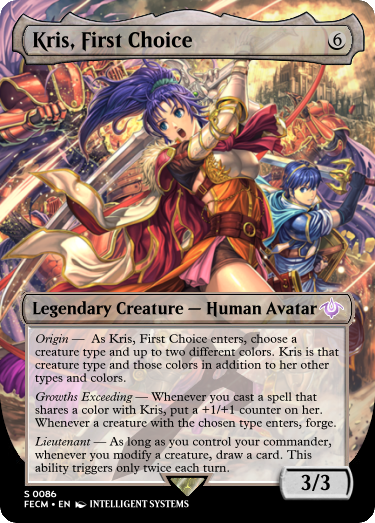 Kris, First Choice 6
Legendary Creature — Human Avatar
Origin — As Kris, First Choice enters, choose a
creature type and up to two different colors. Kris is that
creature type and those colors in addition to her other
types and colors.
Growths Exceeding — Whenever you cast a spell that
shares a color with Kris, put a +1/+1 counter on her.
Whenever a creature with the chosen type enters, forge.
Lieutenant — As long as you control your commander,
whenever you modify a creature, draw a card. This
ability triggers only twice each turn.
3/3
S 0086
FECM • EN INTELLIGENT SYSTEMS